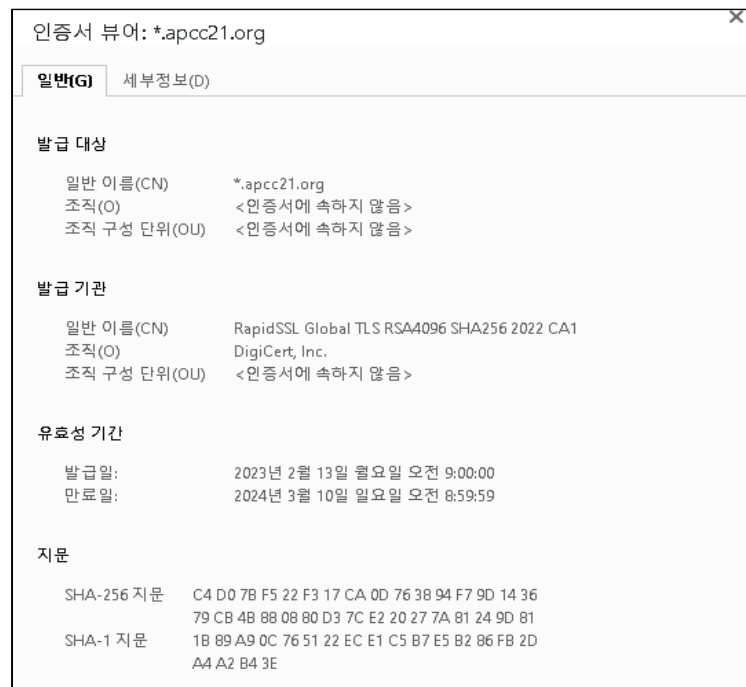 인증서 뷰어: *.apcc21.org
일반(G) 세부정보(D)
발급 대상
일반 이름(CN) *.apcc21.org
조직(O) <인증서에 속하지 않음>
조직 구성 단위(OU) <인증서에 속하지 않음>
발급 기관
일반 이름(CN) RapidSSL Global TLS RSA4096 SHA256 2022 CA1
조직(O) DigiCert, Inc.
조직 구성 단위(OU) <인증서에 속하지 않음>
유효성 기간
발급일: 2023년 2월 13일 월요일 오전 9:00:00
만료일: 2024년 3월 10일 일요일 오전 8:59:59
지문
SHA-256 지문 C4 D0 7B F5 22 F3 17 CA 0D 76 38 94 F7 9D 14 36
79 CB 4B 88 08 80 D3 7C E2 20 27 7A 81 24 9D 81
SHA-1 지문 1B 89 A9 0C 76 51 22 EC E1 C5 B7 E5 B2 86 FB 2D
A4 A2 B4 3E